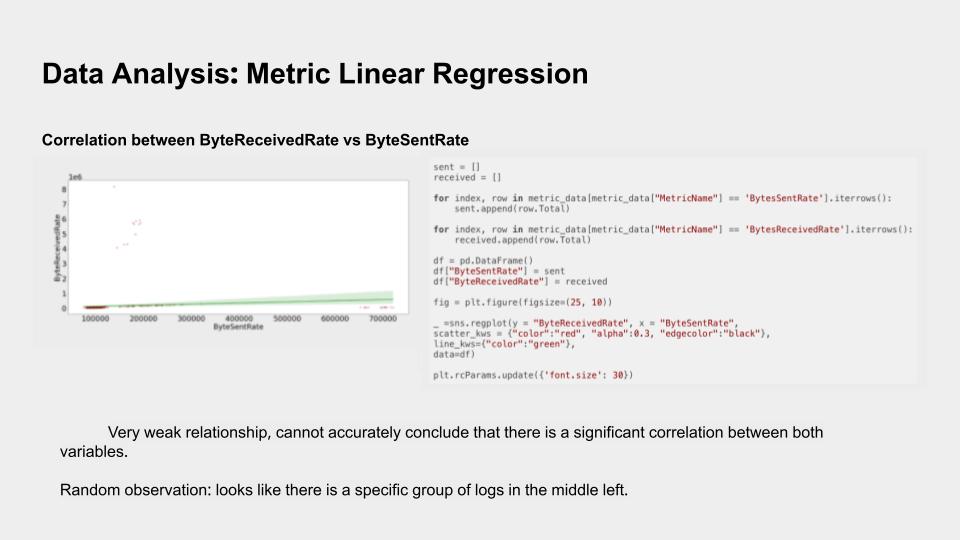 Data Analysis: Metric Linear Regression
Correlation between ByteReceivedRate vs ByteSentRate
1e6
8
7
6
5
4
3
2
1
0
ByteReceivedRate
100000 200000 300000 400000 500000 600000 700000
ByteSentRate
sent = []
received = []
for index, row in metric_data[metric_data["MetricName"] == 'BytesSentRate'].iterrows():
    sent.append(row.Total)
for index, row in metric_data[metric_data["MetricName"] == 'BytesReceivedRate'].iterrows():
    received.append(row.Total)
df = pd.DataFrame()
df["ByteSentRate"] = sent
df["ByteReceivedRate"] = received
fig = plt.figure(figsize=(25, 10))
_ =sns.regplot(y = "ByteReceivedRate", x = "ByteSentRate",
scatter_kws = {"color":"red", "alpha":0.3, "edgecolor":"black"},
line_kws={"color":"green"},
data=df)
plt.rcParams.update({'font.size': 30})
Very weak relationship, cannot accurately conclude that there is a significant correlation between both
variables.
Random observation: looks like there is a specific group of logs in the middle left.